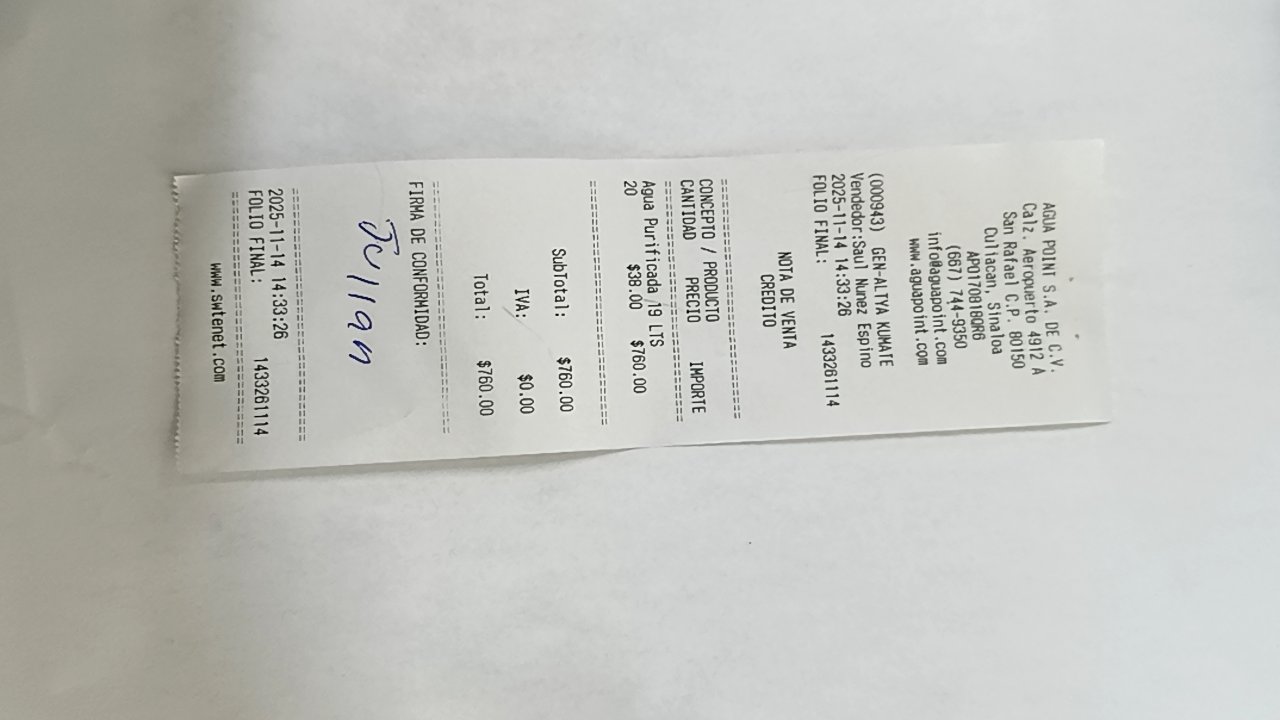 AGUA POINT S.A. DE C.V.
Calz. Aeropuerto 4912 A
San Rafael C.P. 80150
Culiacan, Sinaloa
APO170818QR6
(667) 744-9350
info@aguapoint.com
www.aguapoint.com
(000943) GEN-ALTYA KUMATE
Vendedor:Saul Nunez Espino
2025-11-14 14:33:26
FOLIO FINAL: 1433261114
NOTA DE VENTA
CREDITO
CONCEPTO / PRODUCTO
CANTIDAD PRECIO IMPORTE
Agua Purificada 19 LTS
20 $38.00 $760.00
SubTotal: $760.00
IVA: $0.00
Total: $760.00
FIRMA DE CONFORMIDAD:
Julian
2025-11-14 14:33:26
FOLIO FINAL: 1433261114
www.swtenet.com